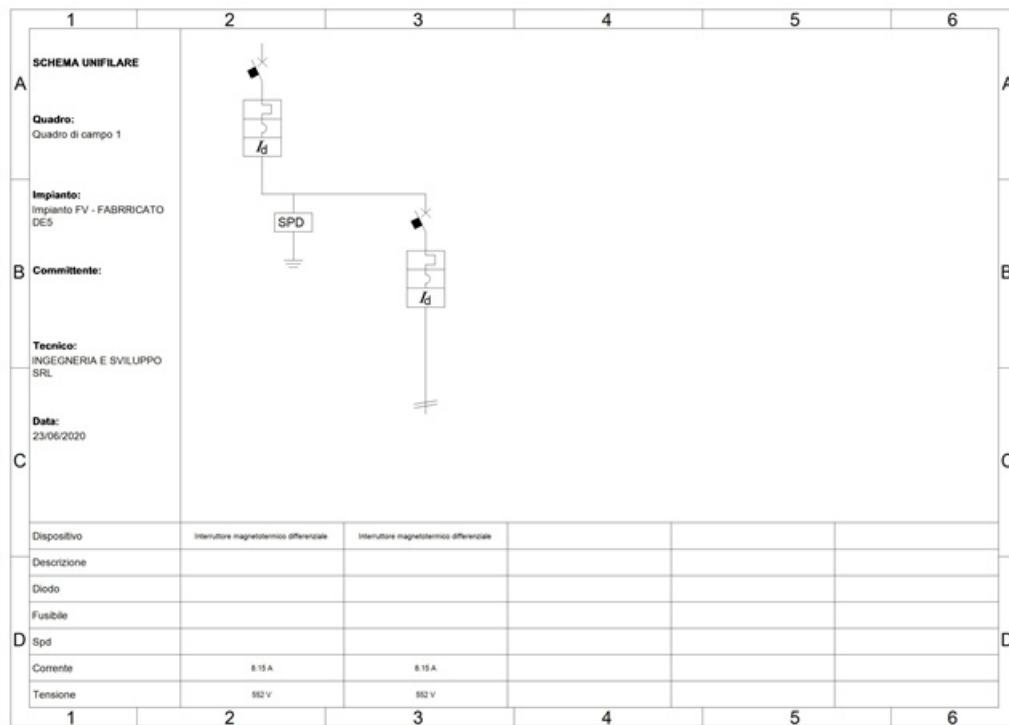 1 2 3 4 5 6
SCHEMA UNIFILARE
A A
Quadro:
Quadro di campo 1
Id
Impianto:
Impianto FV - FABRRICATO
DE5
SPD
B B
Committente:
Id
Tecnico:
INGEGNERIA E SVILUPPO
SRL
Data:
23/06/2020
C C
Dispositivo Interruttore magnetotermico differenziale Interruttore magnetotermico differenziale
Descrizione
Diodo
Fusibile
D Spd D
Corrente 8.15 A 8.15 A
Tensione 552 V 552 V
1 2 3 4 5 6